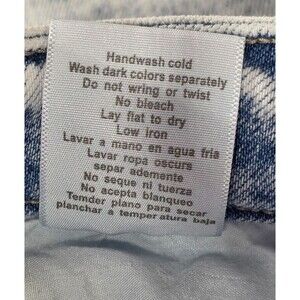 Handwash cold
Wash dark colors separately
Do not wring or twist
No bleach
Lay flat to dry
Low iron
Lavar a mano en agua fria
Lavar ropa oscura
separ ademente
No seque ni tuerza
No acepta blanqueo
Temder plano para secar
planchar a temper atura baja